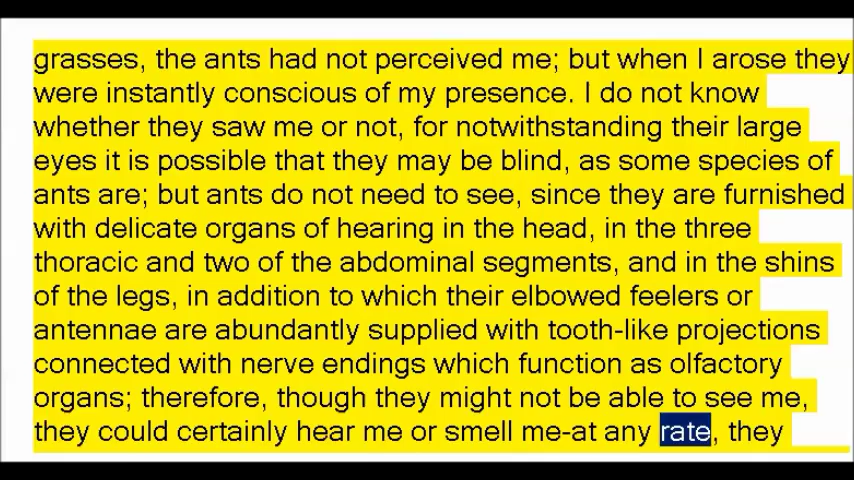 grasses, the ants had not perceived me; but when I arose they
were instantly conscious of my presence. I do not know
whether they saw me or not, for notwithstanding their large
eyes it is possible that they may be blind, as some species of
ants are; but ants do not need to see, since they are furnished
with delicate organs of hearing in the head, in the three
thoracic and two of the abdominal segments, and in the shins
of the legs, in addition to which their elbowed feelers or
antennae are abundantly supplied with tooth-like projections
connected with nerve endings which function as olfactory
organs; therefore, though they might not be able to see me,
they could certainly hear me or smell me-at any rate, they